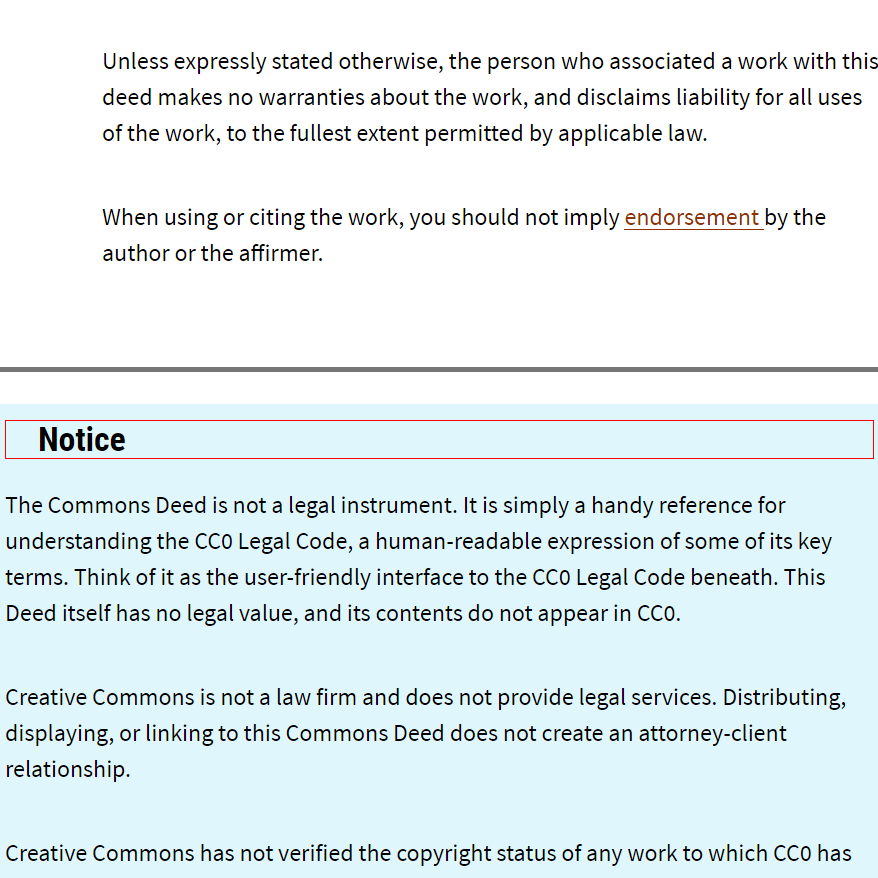 Unless expressly stated otherwise, the person who associated a work with this
deed makes no warranties about the work, and disclaims liability for all uses
of the work, to the fullest extent permitted by applicable law.
When using or citing the work, you should not imply endorsement by the
author or the affirmer.
Notice
The Commons Deed is not a legal instrument. It is simply a handy reference for
understanding the CC0 Legal Code, a human-readable expression of some of its key
terms. Think of it as the user-friendly interface to the CC0 Legal Code beneath. This
Deed itself has no legal value, and its contents do not appear in CC0.
Creative Commons is not a law firm and does not provide legal services. Distributing,
displaying, or linking to this Commons Deed does not create an attorney-client
relationship.
Creative Commons has not verified the copyright status of any work to which CC0 has